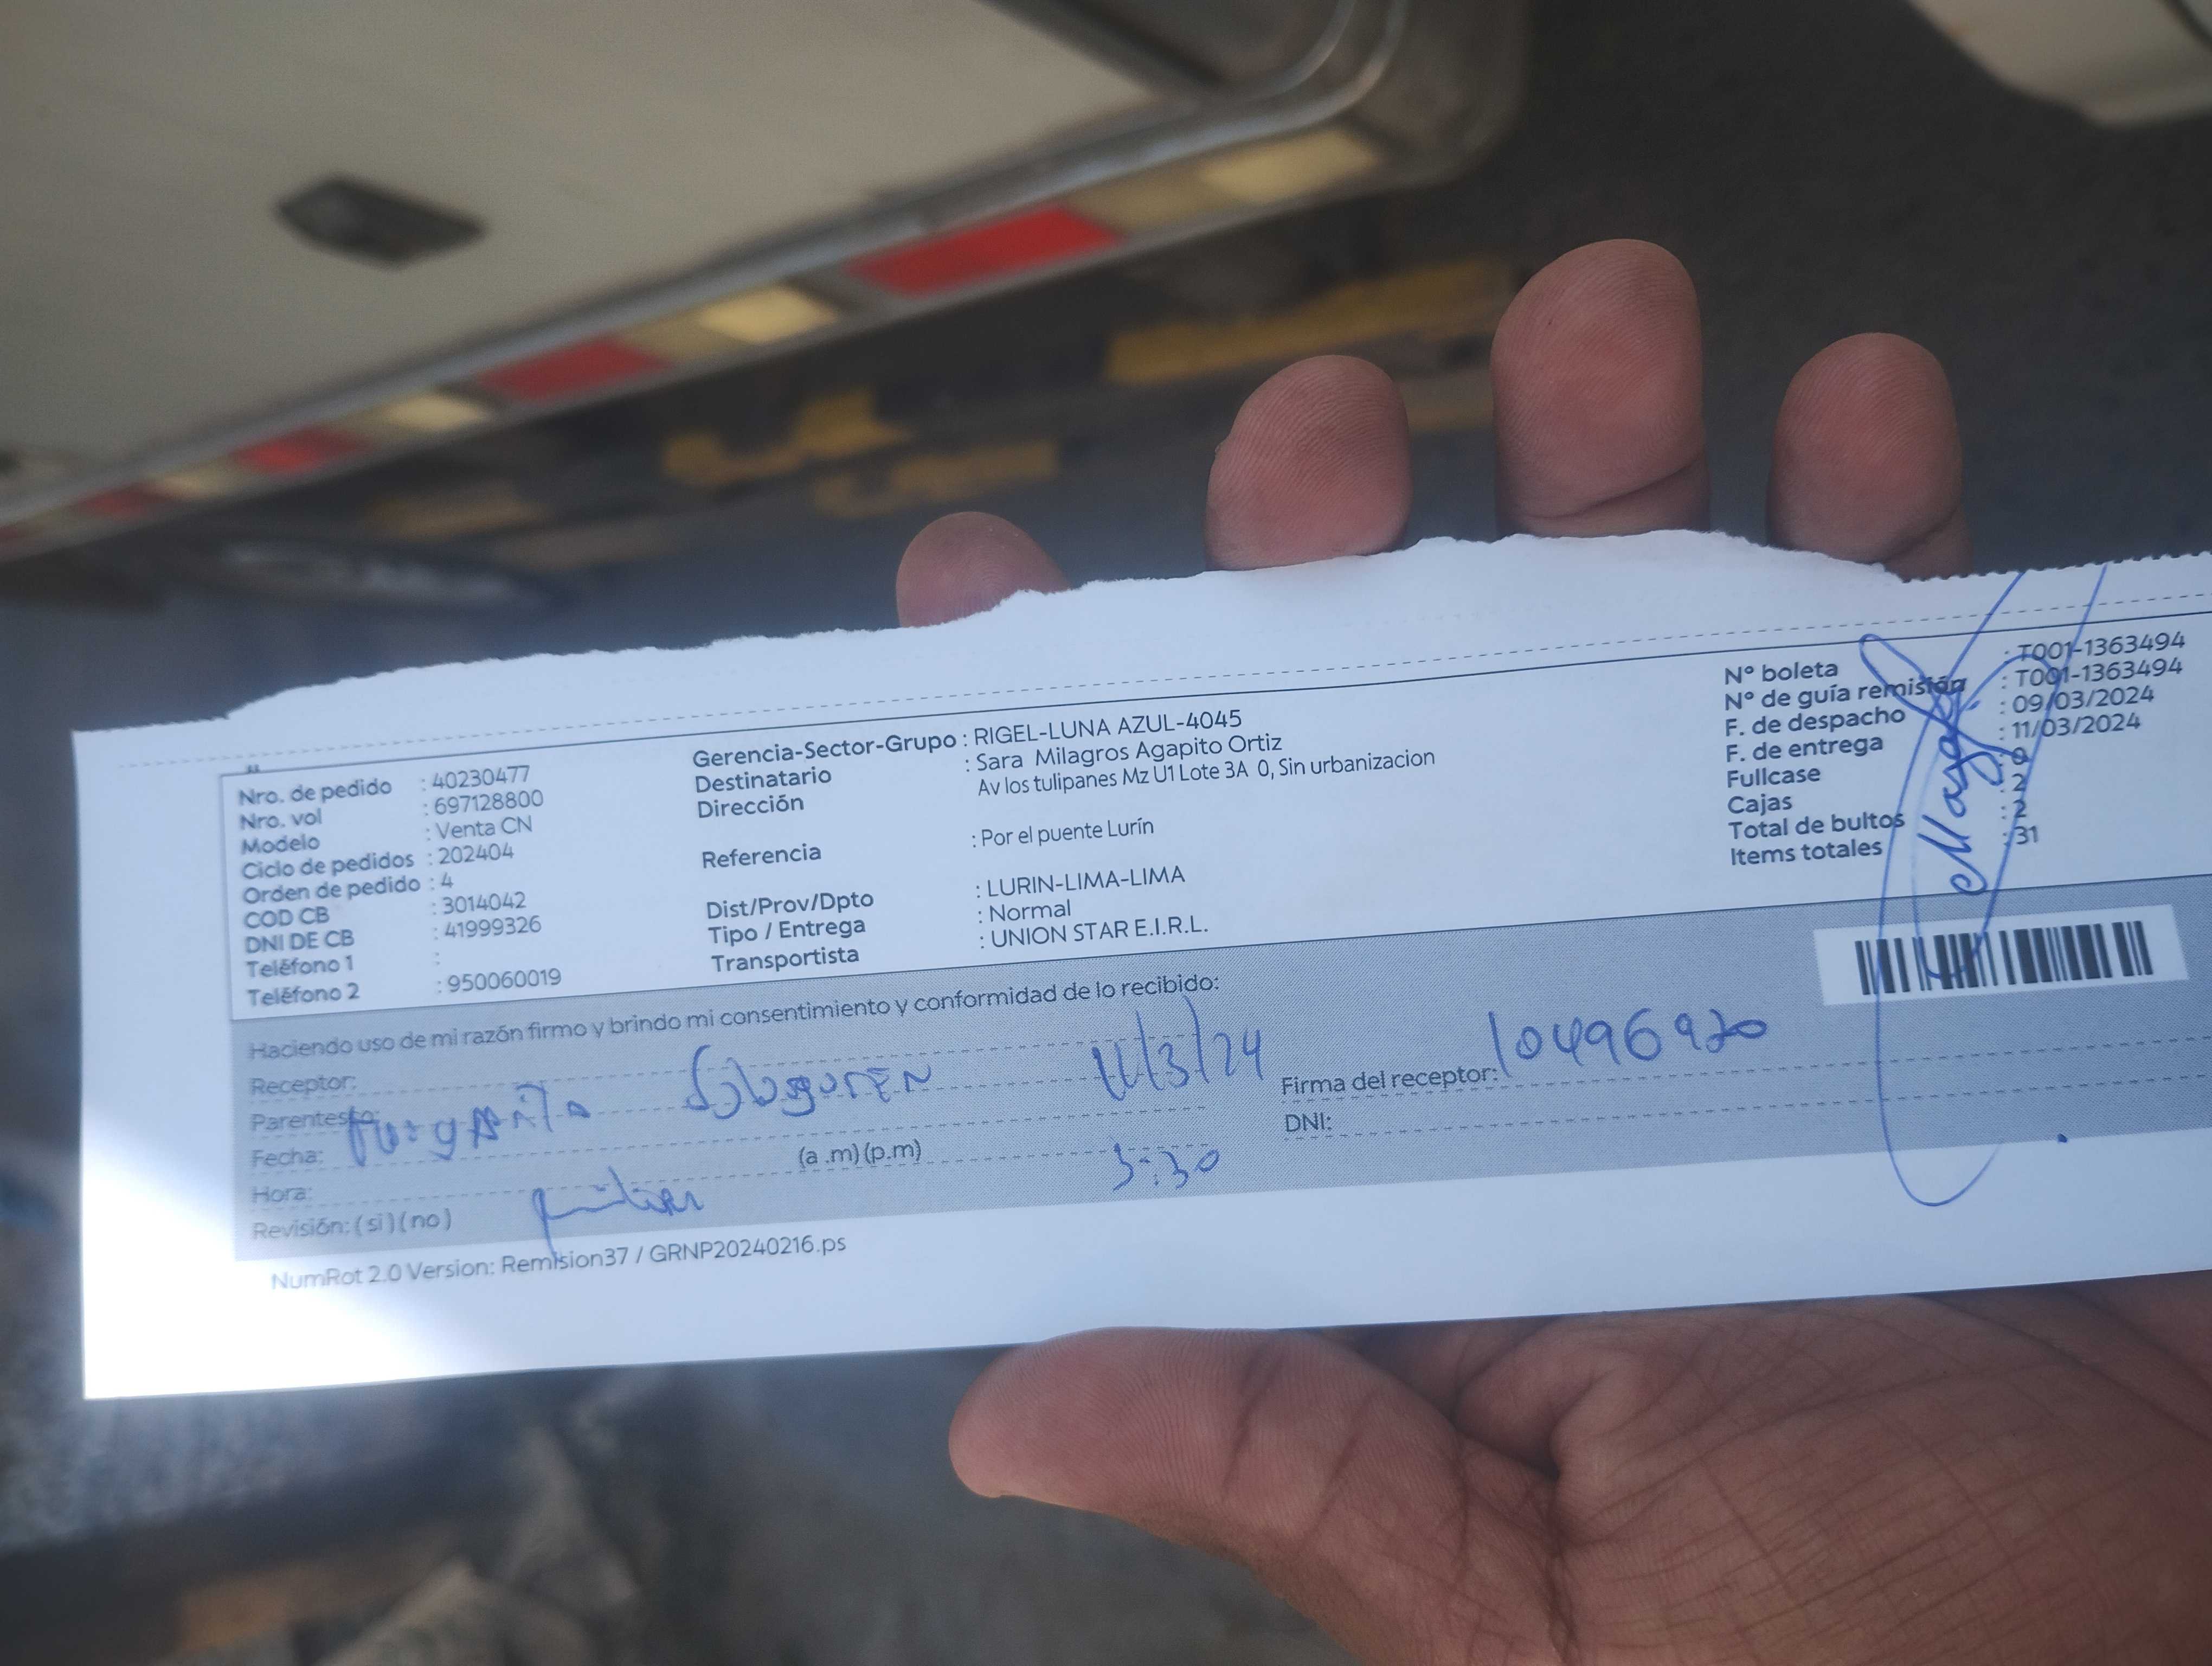 Nro. de pedido : 40230477
Nro. vol : 697128800
Modelo : Venta CN
Ciclo de pedidos : 202404
Orden de pedido : 4
COD CB : 3014042
DNI DE CB : 41999326
Teléfono 1 :
Teléfono 2 : 950060019
Gerencia-Sector-Grupo : RIGEL-LUNA AZUL-4045
Destinatario : Sara Milagros Agapito Ortiz
Dirección Av los tulipanes Mz U1 Lote 3A 0, Sin urbanizacion
Referencia : Por el puente Lurín
Dist/Prov/Dpto : LURIN-LIMA-LIMA
Tipo / Entrega : Normal
Transportista : UNION STAR E.I.R.L.
Nº boleta : T001-1363494
Nº de guía remisión : T001-1363494
F. de despacho : 09/03/2024
F. de entrega : 11/03/2024
Fullcase : 0
Cajas : 2
Total de bultos : 2
Items totales : 31
Haciendo uso de mi razón firmo y brindo mi consentimiento y conformidad de lo recibido:
Receptor:
Parentesco:
Fecha: 11/3/24
Hora: (a .m) (p.m) 3:30
Revisión: ( si ) ( no )
Firma del receptor: 10496920
DNI:
NumRot 2.0 Version: Remision37 / GRNP20240216.ps